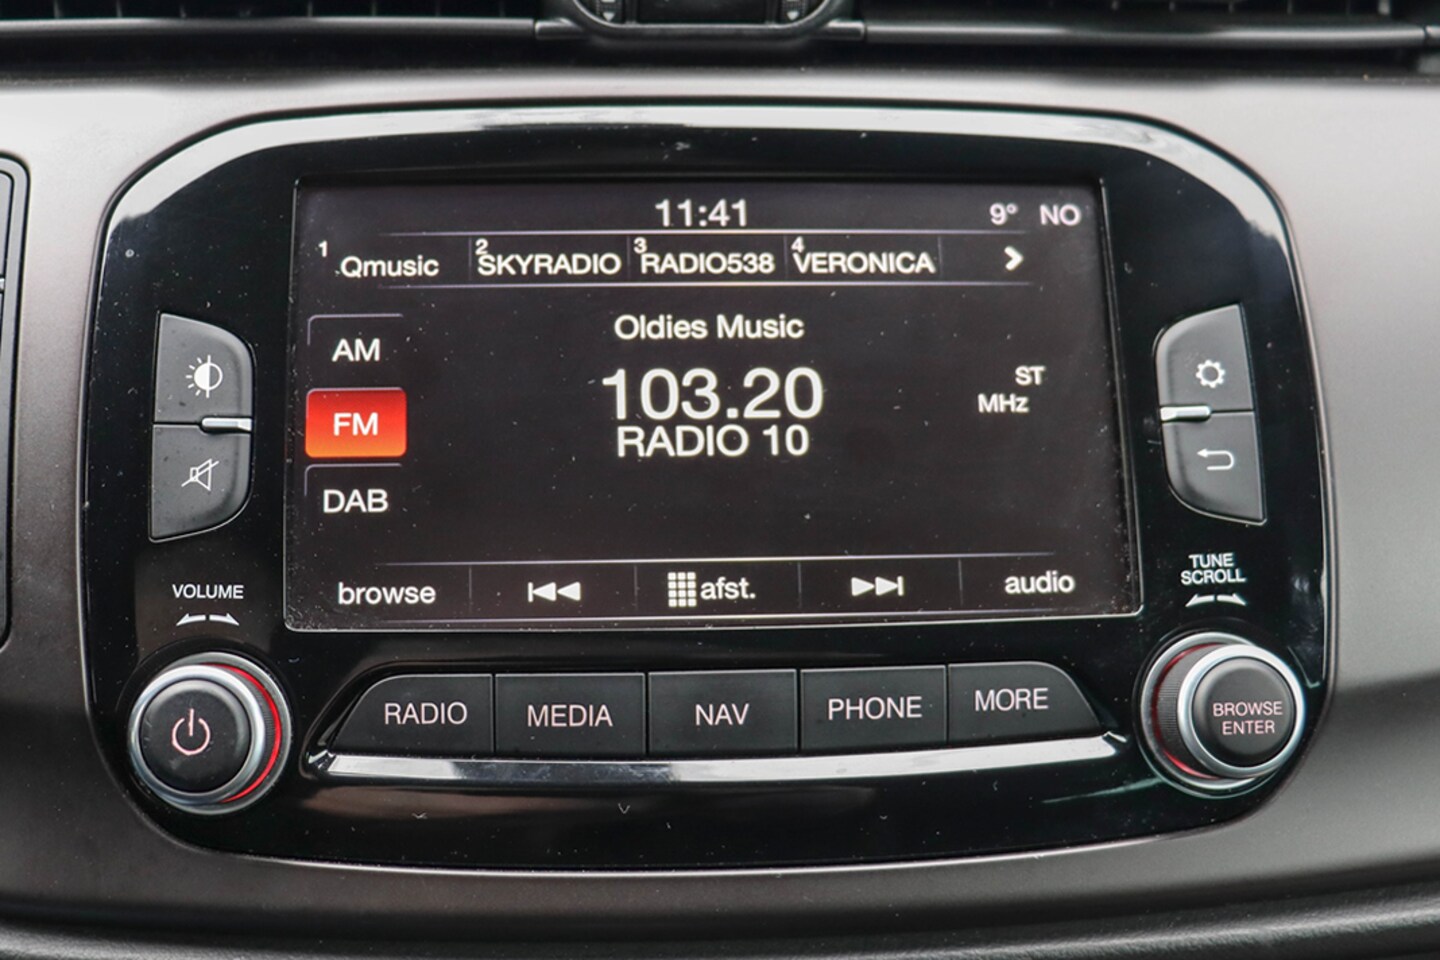 11:41 9° NO
1 Qmusic 2 SKYRADIO 3 RADIO538 4 VERONICA
Oldies Music
AM
103.20
ST
MHz
FM
RADIO 10
DAB
browse afst. audio
VOLUME
TUNE
SCROLL
RADIO MEDIA NAV PHONE MORE
BROWSE
ENTER